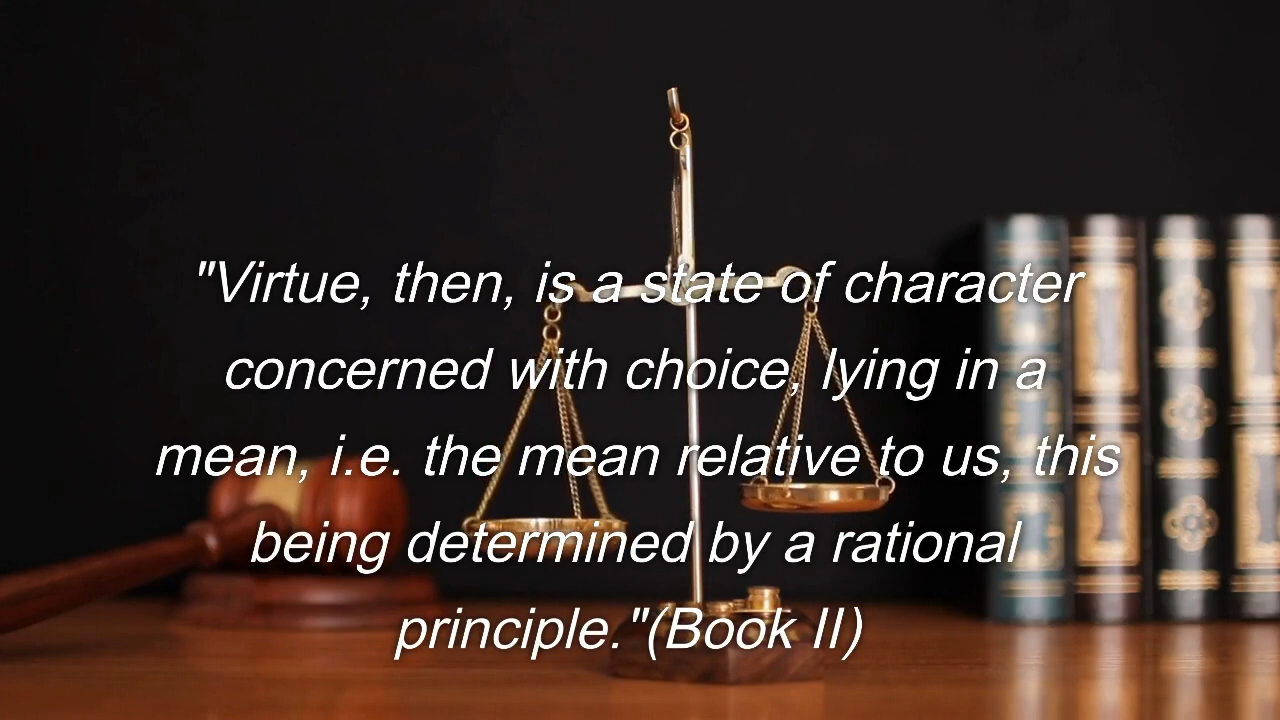 "Virtue, then, is a state of character
concerned with choice, lying in a
mean, i.e. the mean relative to us, this
being determined by a rational
principle."(Book II)